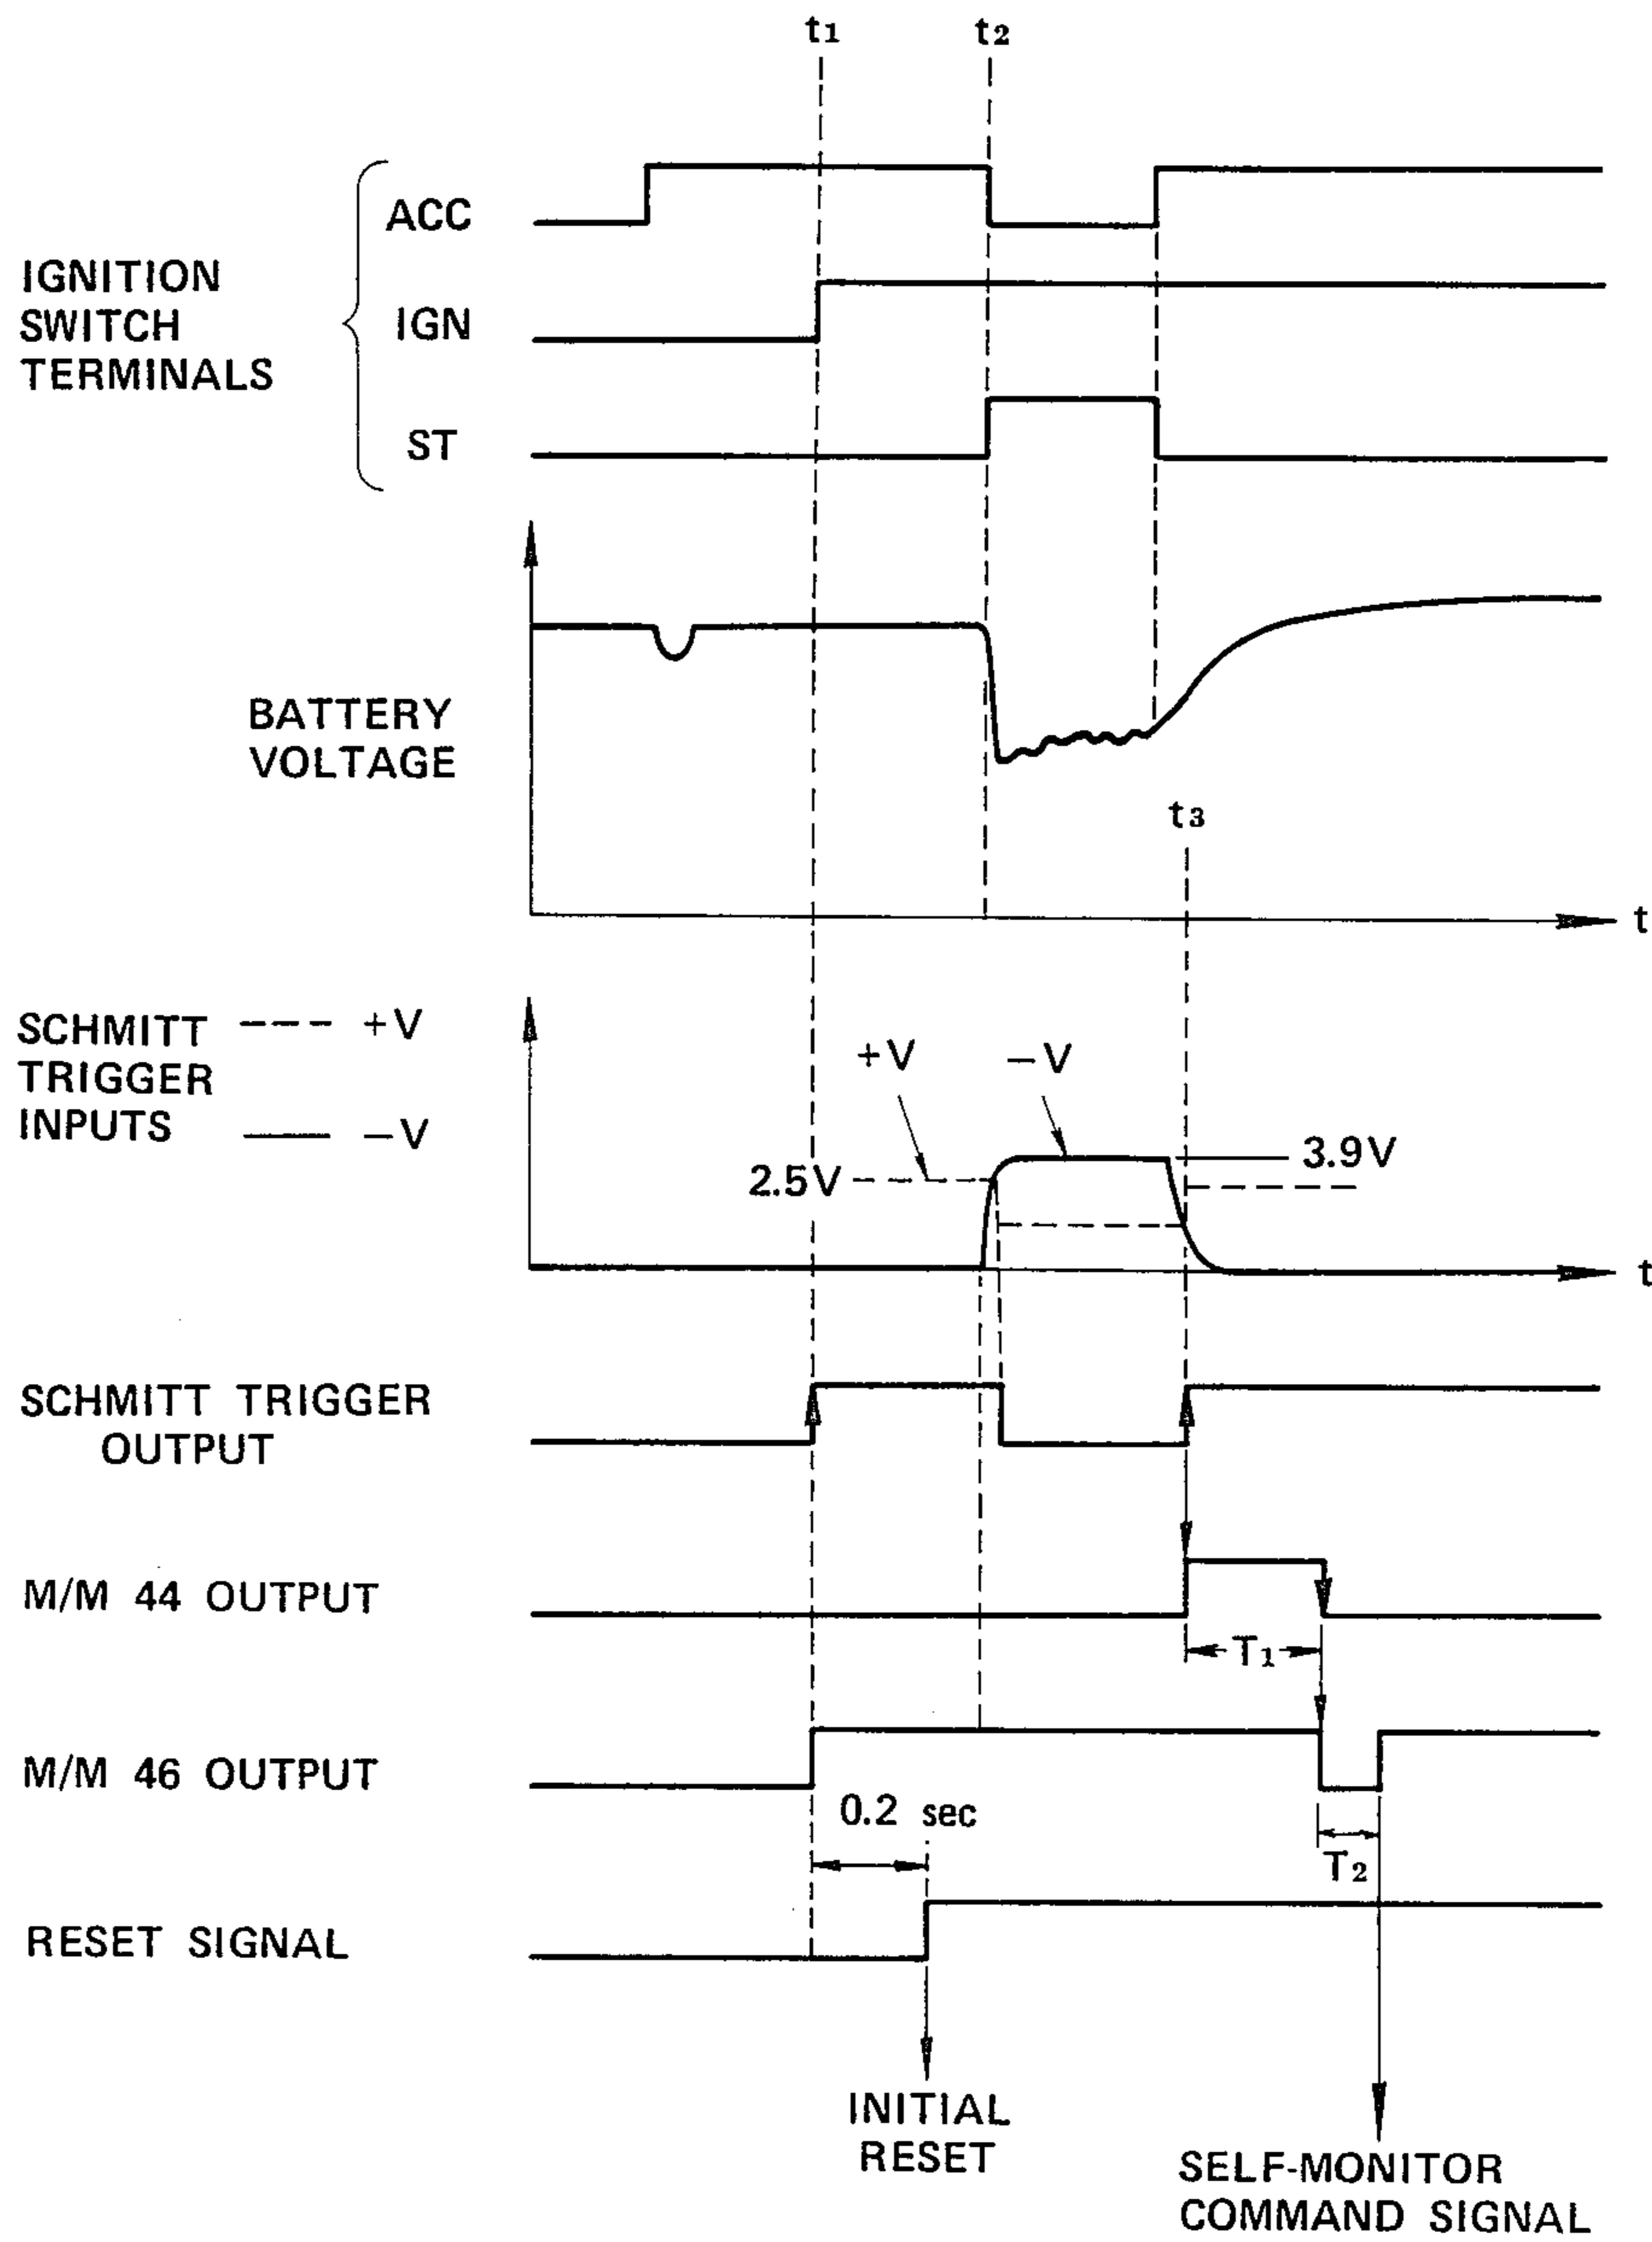 t1
t2
ACC
IGNITION
SWITCH
TERMINALS
IGN
ST
BATTERY
VOLTAGE
t3
t
SCHMITT --- +V
TRIGGER
INPUTS — −V
+V
−V
2.5V
3.9V
t
SCHMITT TRIGGER
OUTPUT
M/M 44 OUTPUT
T1
M/M 46 OUTPUT
0.2 sec
T2
RESET SIGNAL
INITIAL
RESET
SELF-MONITOR
COMMAND SIGNAL